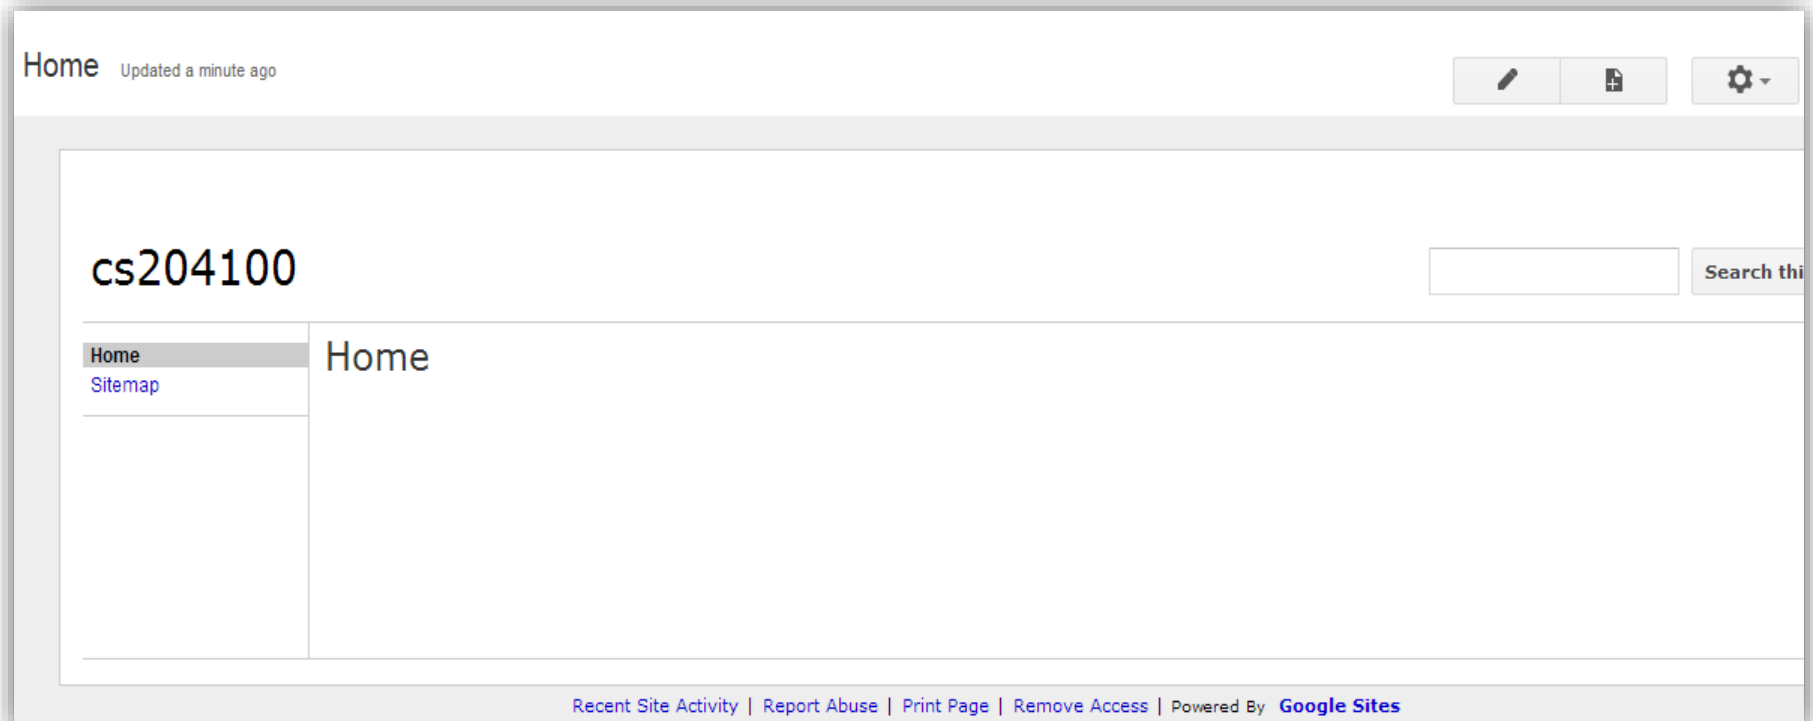 Home Updated a minute ago
cs204100
Search thi
Home
Sitemap
Home
Recent Site Activity | Report Abuse | Print Page | Remove Access | Powered By Google Sites